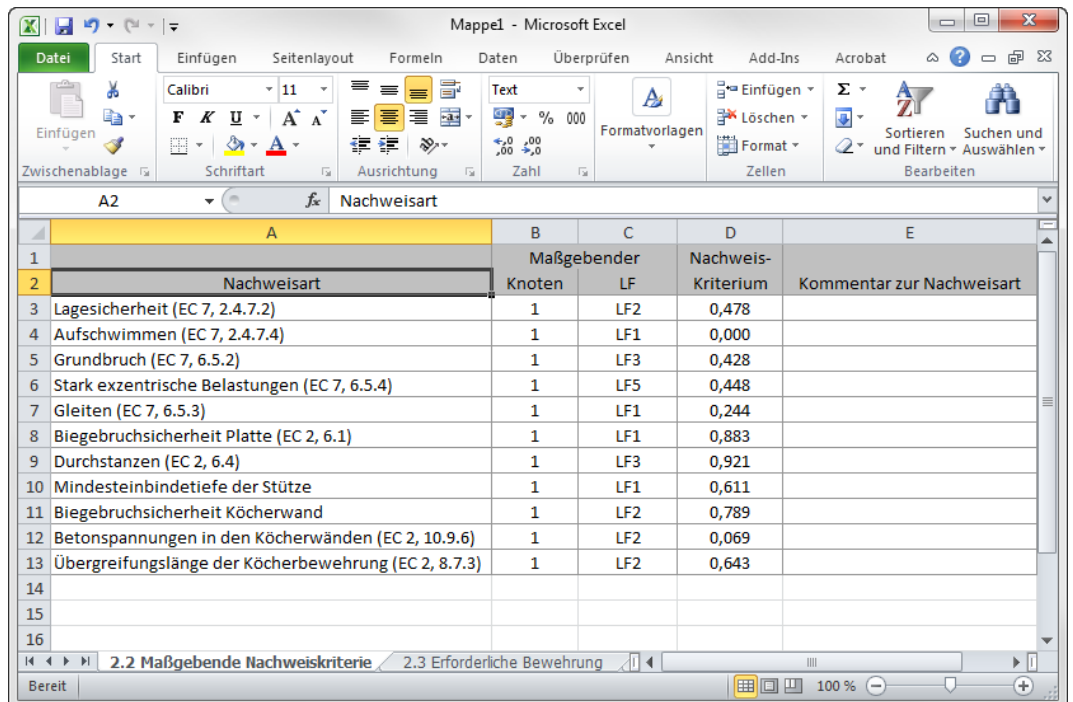 Mappe1 - Microsoft Excel
Datei Start Einfügen Seitenlayout Formeln Daten Überprüfen Ansicht Add-Ins Acrobat
Einfügen
Zwischenablage
Calibri 11
F K U A A
A
Schriftart
Ausrichtung
Text
% 000
,00 ,0
Zahl
Formatvorlagen
Einfügen
Löschen
Format
Zellen
Σ
Sortieren und Filtern
Suchen und Auswählen
Bearbeiten
A2 fx Nachweisart
A B C D E
1 Maßgebender Nachweis-
2 Nachweisart Knoten LF Kriterium Kommentar zur Nachweisart
3 Lagesicherheit (EC 7, 2.4.7.2) 1 LF2 0,478
4 Aufschwimmen (EC 7, 2.4.7.4) 1 LF1 0,000
5 Grundbruch (EC 7, 6.5.2) 1 LF3 0,428
6 Stark exzentrische Belastungen (EC 7, 6.5.4) 1 LF5 0,448
7 Gleiten (EC 7, 6.5.3) 1 LF1 0,244
8 Biegebruchsicherheit Platte (EC 2, 6.1) 1 LF1 0,883
9 Durchstanzen (EC 2, 6.4) 1 LF3 0,921
10 Mindesteinbindetiefe der Stütze 1 LF1 0,611
11 Biegebruchsicherheit Köcherwand 1 LF2 0,789
12 Betonspannungen in den Köcherwänden (EC 2, 10.9.6) 1 LF2 0,069
13 Übergreifungslänge der Köcherbewehrung (EC 2, 8.7.3) 1 LF2 0,643
14
15
16
2.2 Maßgebende Nachweiskriterie 2.3 Erforderliche Bewehrung
Bereit 100 %